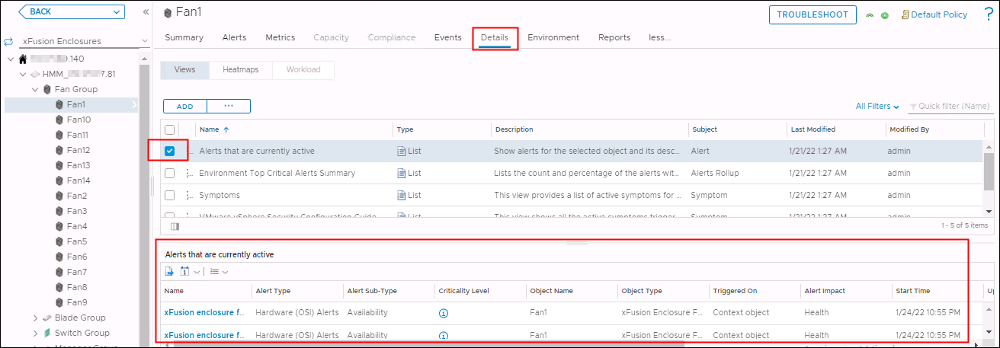 BACK
«
xFusion Enclosures
.140
HMM_ 7.81
Fan Group
Fan1
Fan10
Fan11
Fan12
Fan13
Fan14
Fan2
Fan3
Fan4
Fan5
Fan6
Fan7
Fan8
Fan9
Blade Group
Switch Group
Fan1
TROUBLESHOOT
Default Policy
?
Summary Alerts Metrics Capacity Compliance Events Details Environment Reports less...
Views Heatmaps Workload
ADD ...
All Filters Quick filter (Name)
Name Type Description Subject Last Modified Modified By
Alerts that are currently active List Show alerts for the selected object and its desc... Alert 1/21/22 1:27 AM admin
Environment Top Critical Alerts Summary List Lists the count and percentage of the alerts wit... Alerts Rollup 1/21/22 1:27 AM admin
Symptoms List This view provides a list of active symptoms for ... Symptom 1/21/22 1:27 AM admin
VMware vSphere Security Configuration Guide List This view shows all the active symptoms trigger... Symptom 1/21/22 1:27 AM admin
1 - 5 of 5 items
Alerts that are currently active
Name Alert Type Alert Sub-Type Criticality Level Object Name Object Type Triggered On Alert Impact Start Time Up
xFusion enclosure f... Hardware (OSI) Alerts Availability Fan1 xFusion Enclosure F... Context object Health 1/24/22 10:55 PM
xFusion enclosure f... Hardware (OSI) Alerts Availability Fan1 xFusion Enclosure F... Context object Health 1/24/22 10:55 PM